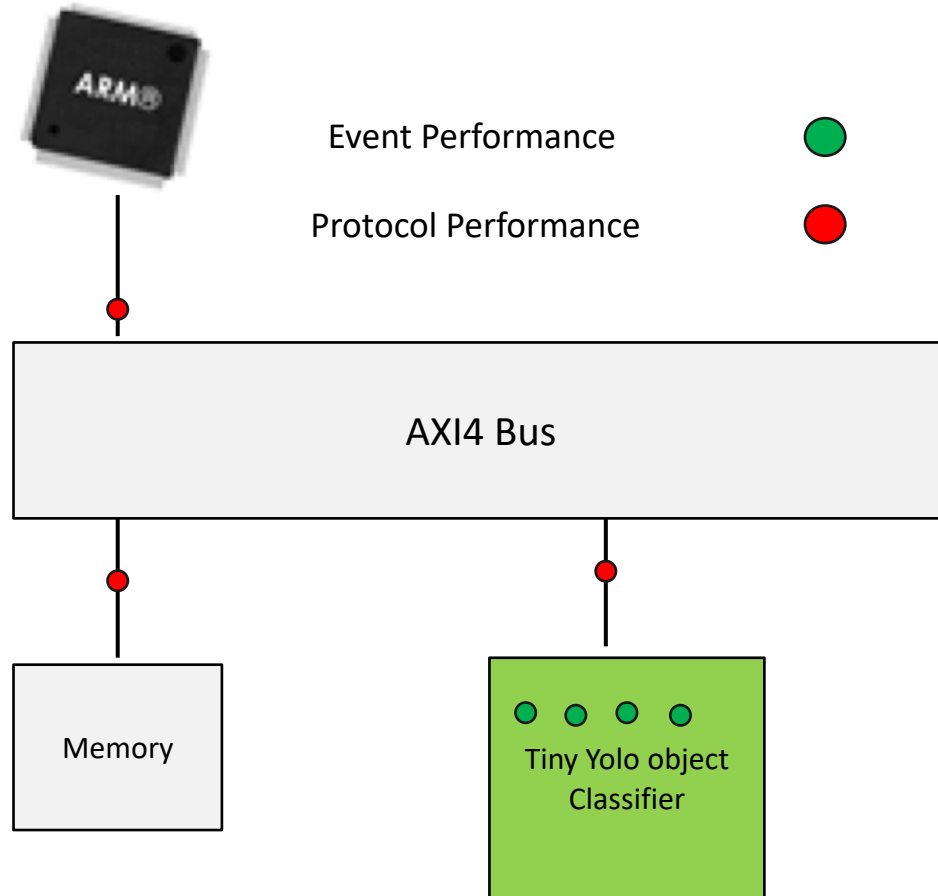 ARM®
Event Performance
Protocol Performance
AXI4 Bus
Memory
Tiny Yolo object
Classifier